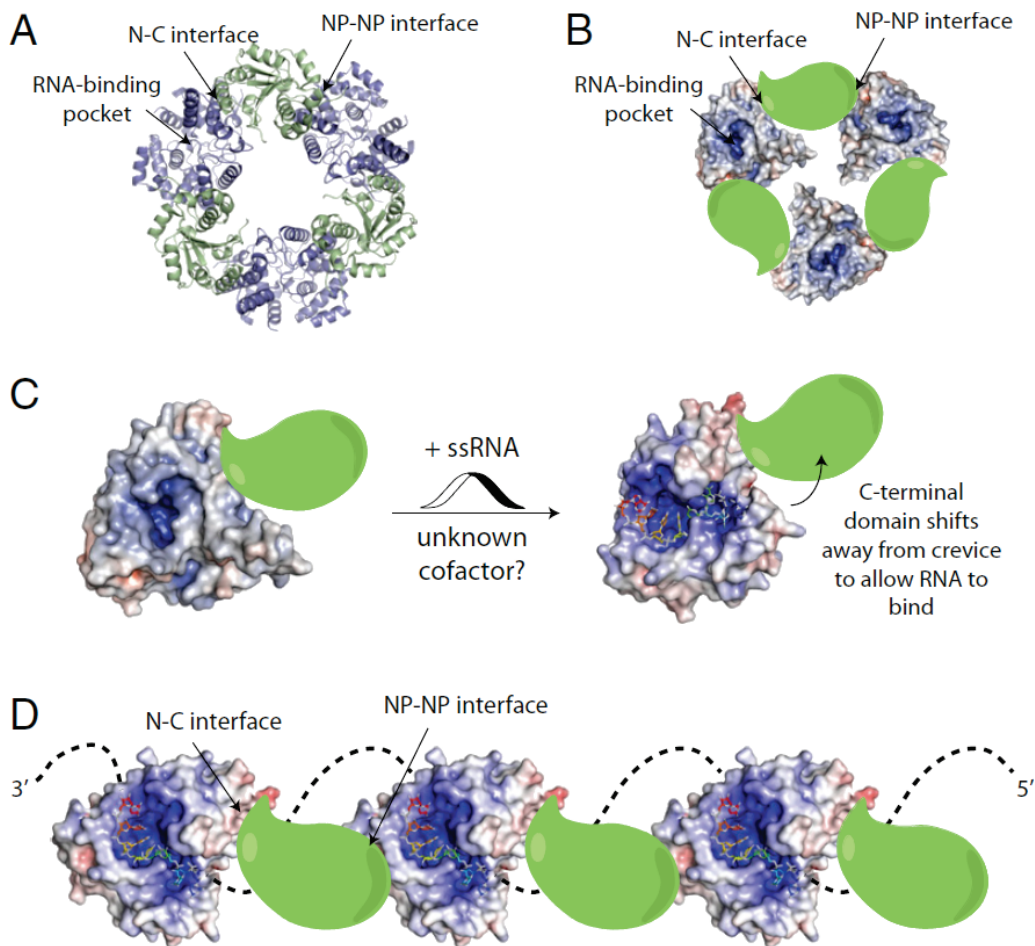 A
N-C interface
NP-NP interface
RNA-binding
pocket
B
N-C interface
NP-NP interface
RNA-binding
pocket
C
+ ssRNA
unknown
cofactor?
C-terminal
domain shifts
away from crevice
to allow RNA to
bind
D
N-C interface
NP-NP interface
3′
5′